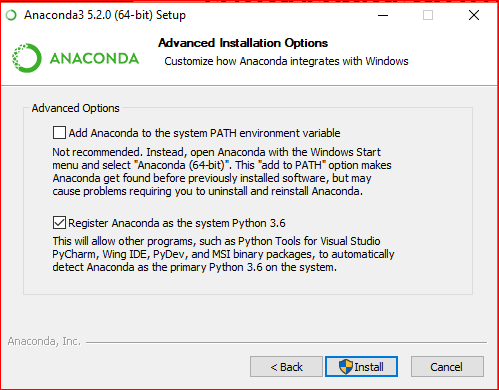 Anaconda3 5.2.0 (64-bit) Setup
ANACONDA
Advanced Installation Options
Customize how Anaconda integrates with Windows
Advanced Options
Add Anaconda to the system PATH environment variable
Not recommended. Instead, open Anaconda with the Windows Start
menu and select "Anaconda (64-bit)". This "add to PATH" option makes
Anaconda get found before previously installed software, but may
cause problems requiring you to uninstall and reinstall Anaconda.
Register Anaconda as the system Python 3.6
This will allow other programs, such as Python Tools for Visual Studio
PyCharm, Wing IDE, PyDev, and MSI binary packages, to automatically
detect Anaconda as the primary Python 3.6 on the system.
Anaconda, Inc.
< Back
Install
Cancel